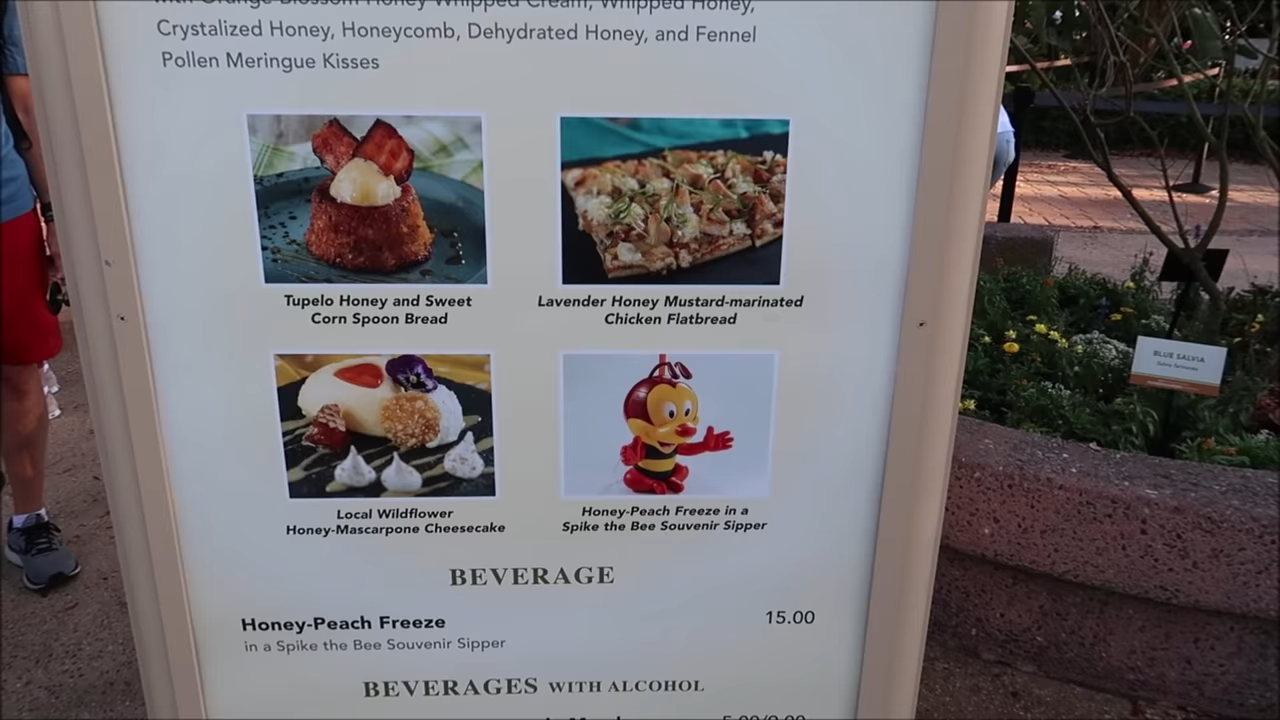 with Orange Blossom Honey Whipped Cream, Whipped Honey,
Crystalized Honey, Honeycomb, Dehydrated Honey, and Fennel
Pollen Meringue Kisses
Tupelo Honey and Sweet
Corn Spoon Bread
Lavender Honey Mustard-marinated
Chicken Flatbread
Local Wildflower
Honey-Mascarpone Cheesecake
Honey-Peach Freeze in a
Spike the Bee Souvenir Sipper
BEVERAGE
Honey-Peach Freeze 15.00
in a Spike the Bee Souvenir Sipper
BEVERAGES WITH ALCOHOL
BLUE SALVIA